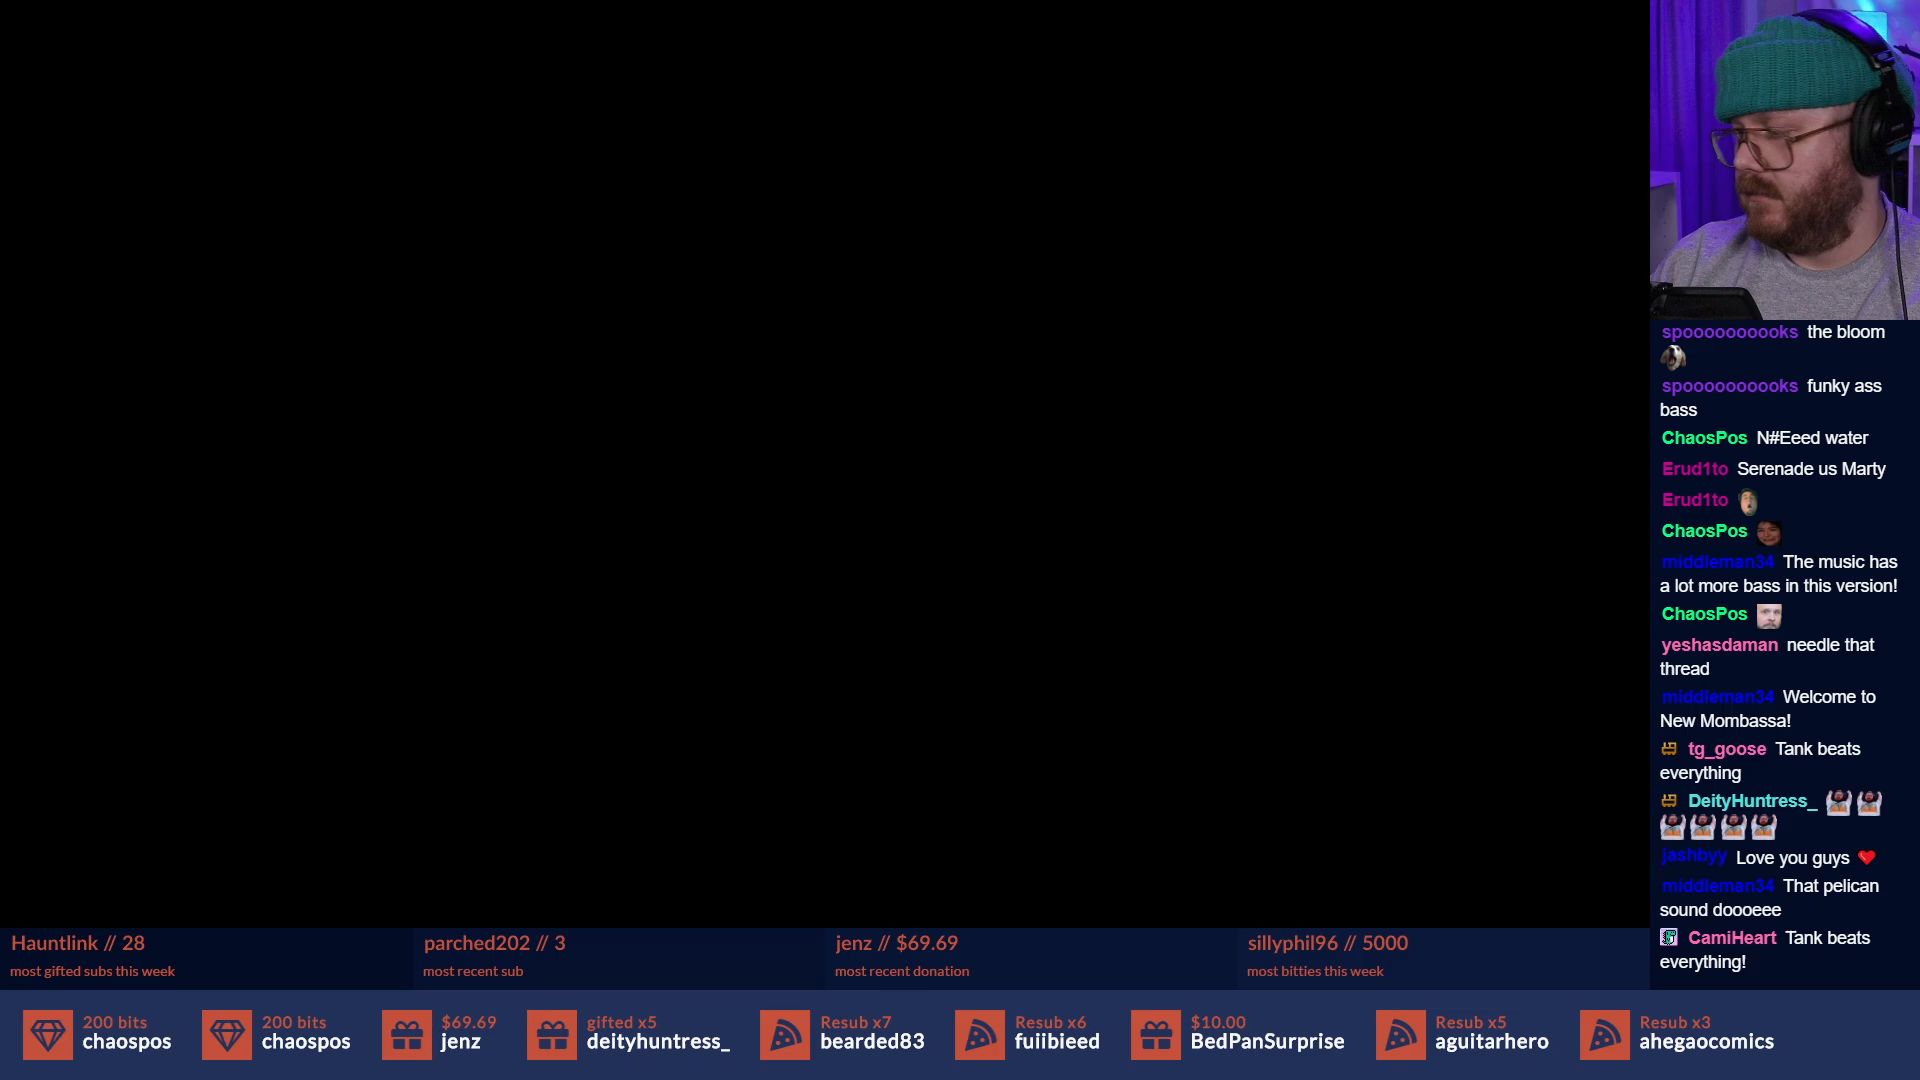 spooooooooooks the bloom
spooooooooooks funky ass
bass
ChaosPos N#Eeed water
Erud1to Serenade us Marty
Erud1to
ChaosPos
middleman34 The music has
a lot more bass in this version!
ChaosPos
yeshasdaman needle that
thread
middleman34 Welcome to
New Mombassa!
tg_goose Tank beats
everything
DeityHuntress_
jashbyy Love you guys
middleman34 That pelican
sound doooeee
CamiHeart Tank beats
everything!
Hauntlink // 28
most gifted subs this week
parched202 // 3
most recent sub
jenz // $69.69
most recent donation
sillyphil96 // 5000
most bitties this week
200 bits
chaospos
200 bits
chaospos
$69.69
jenz
gifted x5
deityhuntress_
Resub x7
bearded83
Resub x6
fuiibieed
$10.00
BedPanSurprise
Resub x5
aguitarhero
Resub x3
ahegaocomics